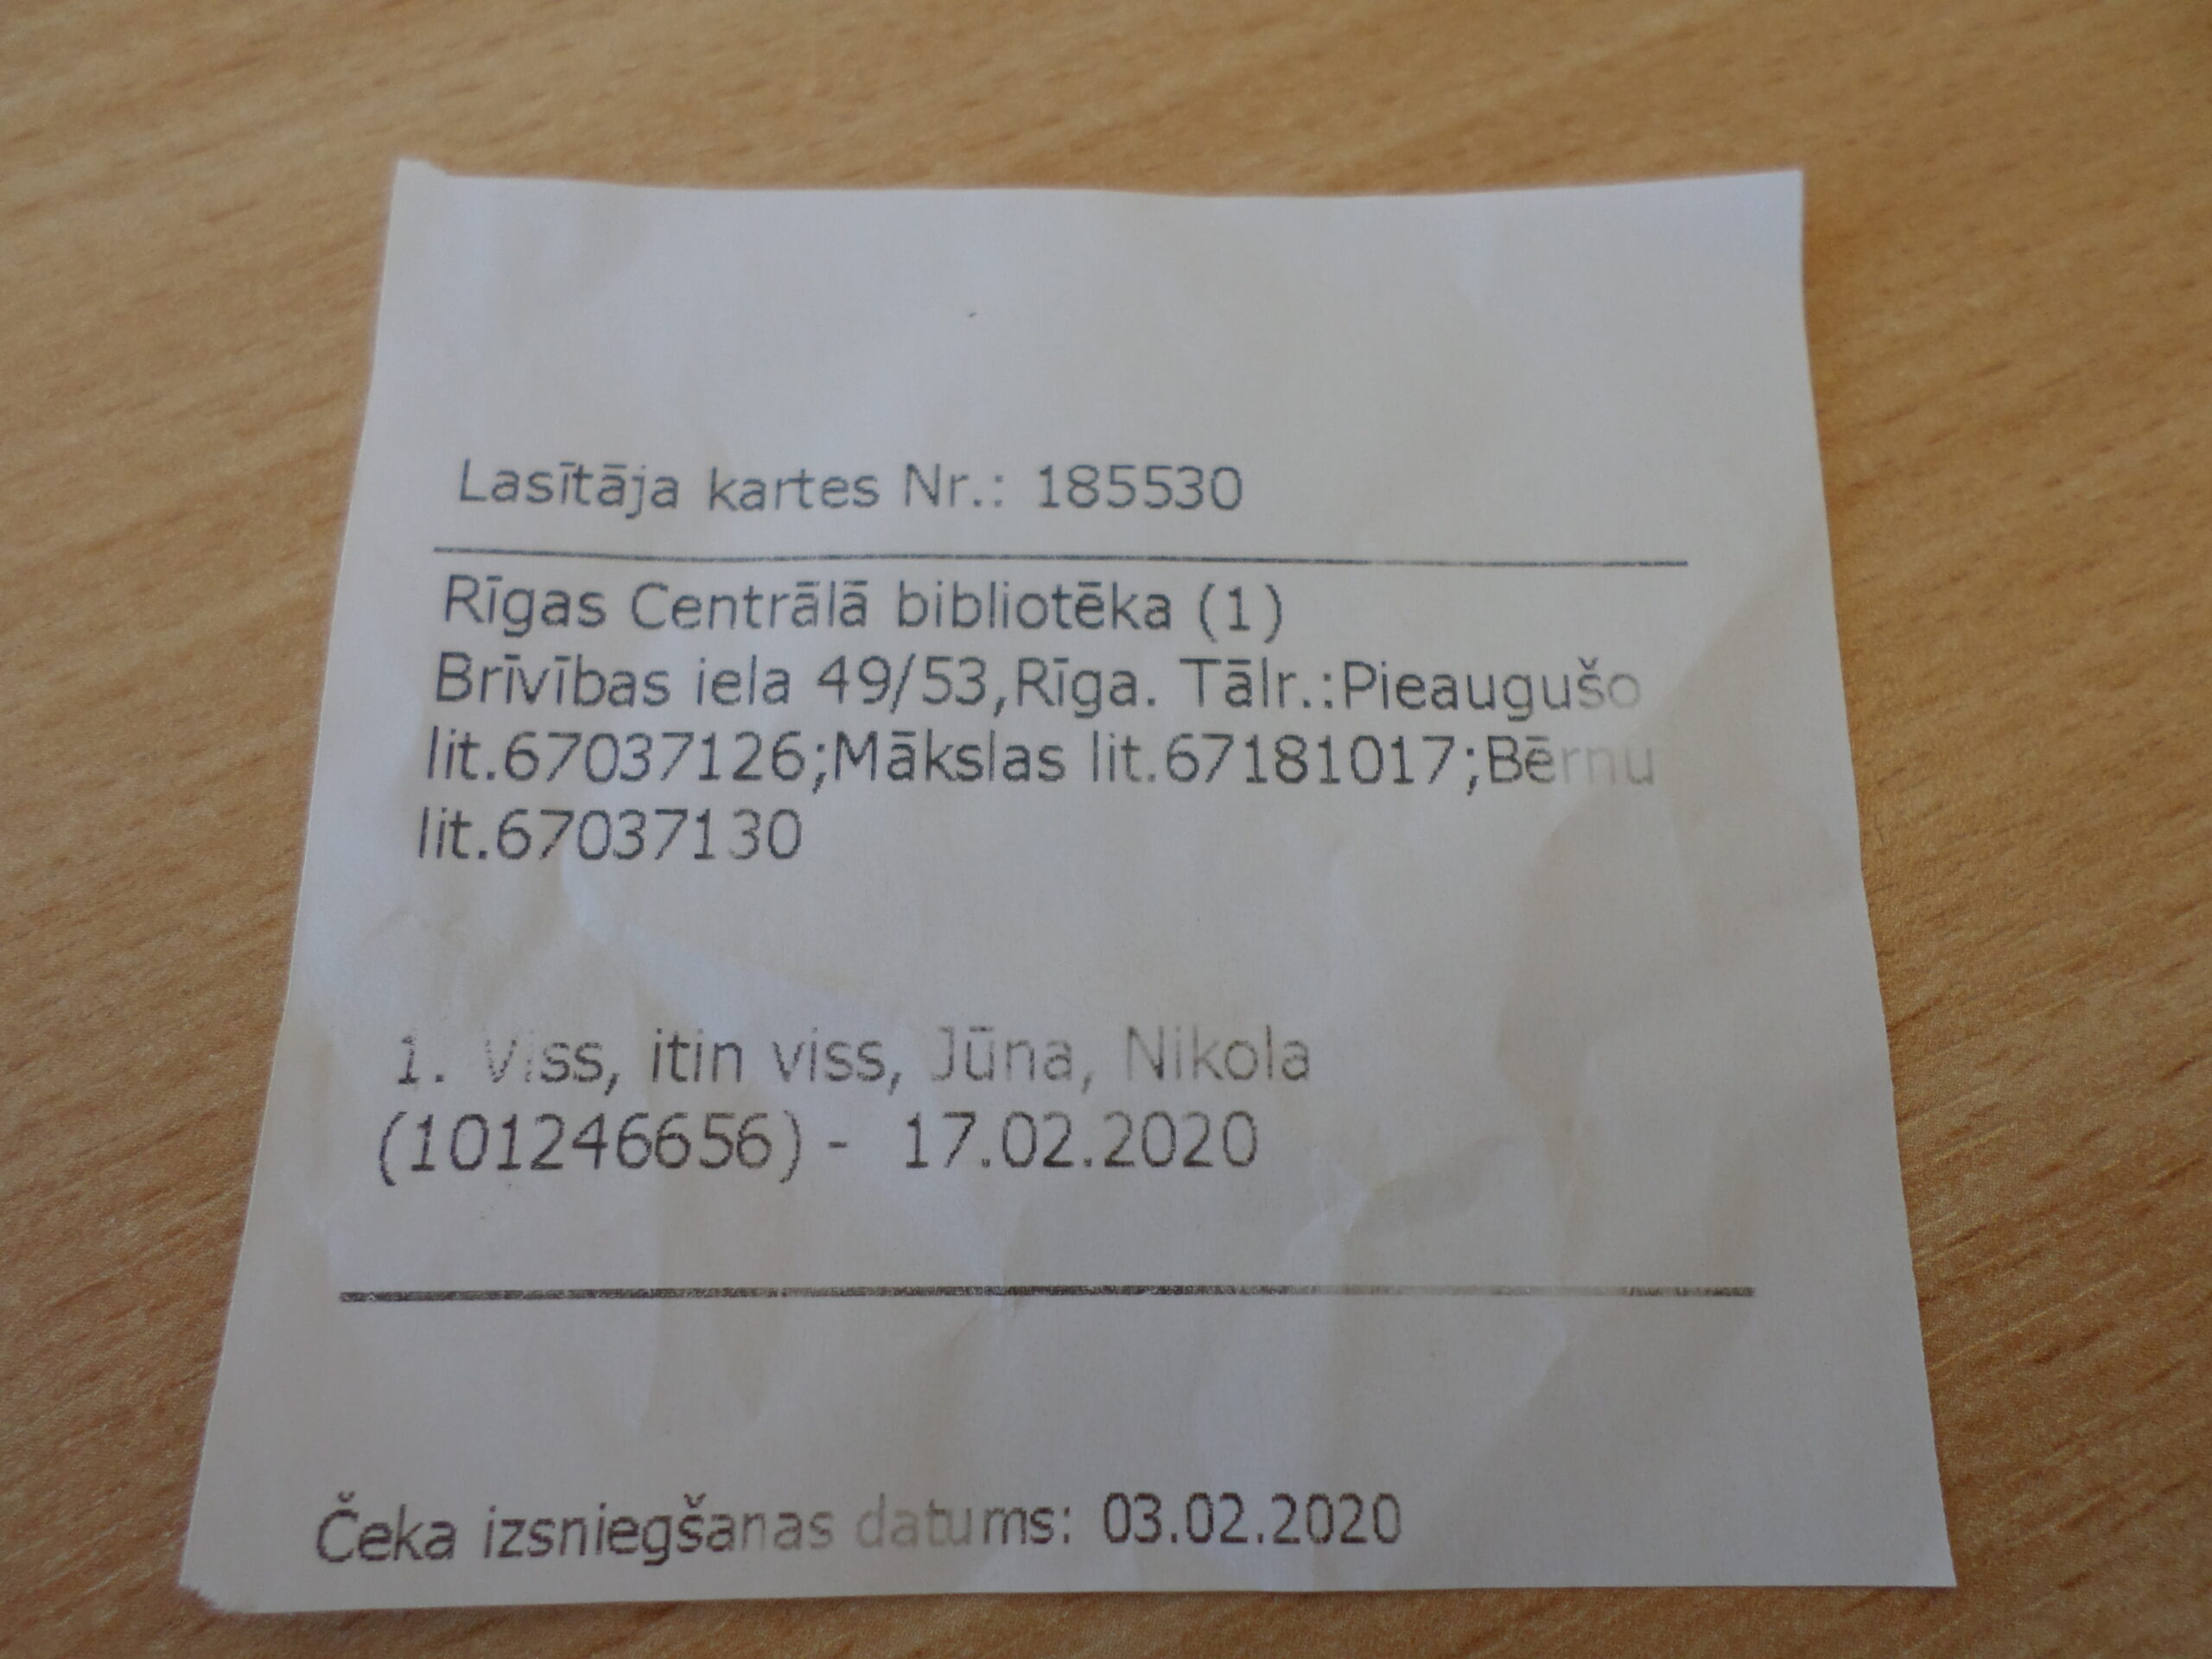 Lasītāja kartes Nr.: 185530
Rīgas Centrālā bibliotēka (1)
Brīvības iela 49/53,Rīga. Tālr.:Pieaugušo
lit.67037126;Mākslas lit.67181017;Bērnu
lit.67037130
1. Viss, itin viss, Jūna, Nikola
(101246656) - 17.02.2020
Čeka izsniegšanas datums: 03.02.2020